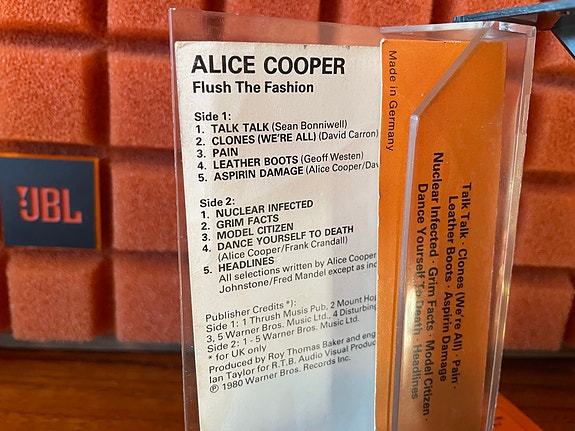 ALICE COOPER
Flush The Fashion
Side 1:
1. TALK TALK (Sean Bonniwell)
2. CLONES (WE'RE ALL) (David Carron)
3. PAIN
4. LEATHER BOOTS (Geoff Westen)
5. ASPIRIN DAMAGE (Alice Cooper/Dav
Side 2:
1. NUCLEAR INFECTED
2. GRIM FACTS
3. MODEL CITIZEN
4. DANCE YOURSELF TO DEATH
(Alice Cooper/Frank Crandall)
5. HEADLINES
All selections written by Alice Cooper
Johnstone/Fred Mandel except as inc
Publisher Credits *):
Side 1: 1 Thrush Musis Pub, 2 Mount Hop
3, 5 Warner Bros. Music Ltd., 4 Disturbing
Side 2: 1 - 5 Warner Bros. Music Ltd.
* for UK only
Produced by Roy Thomas Baker and eng
Ian Taylor for R.T.B. Audio Visual Produc
℗ 1980 Warner Bros. Records Inc.
Made in Germany
Talk Talk · Clones (We're All) · Pain ·
Leather Boots · Aspirin Damage
Nuclear Infected · Grim Facts · Model Citizen ·
Dance Yourself To Death · Headlines
JBL